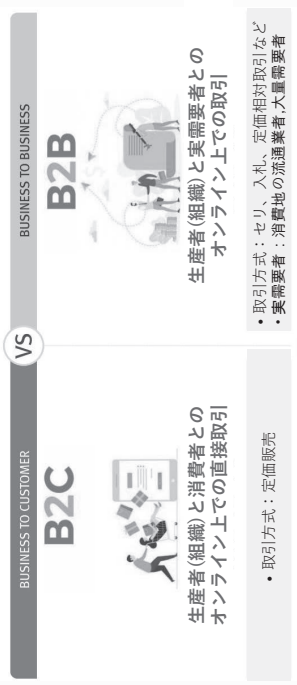 BUSINESS TO CUSTOMER
B2C
生産者(組織)と消費者との
オンライン上での直接取引
• 取引方式：定価販売
VS
BUSINESS TO BUSINESS
B2B
生産者(組織)と実需要者との
オンライン上での取引
• 取引方式：セリ、入札、定価相対取引など
• 実需要者：消費地の流通業者,大量需要者